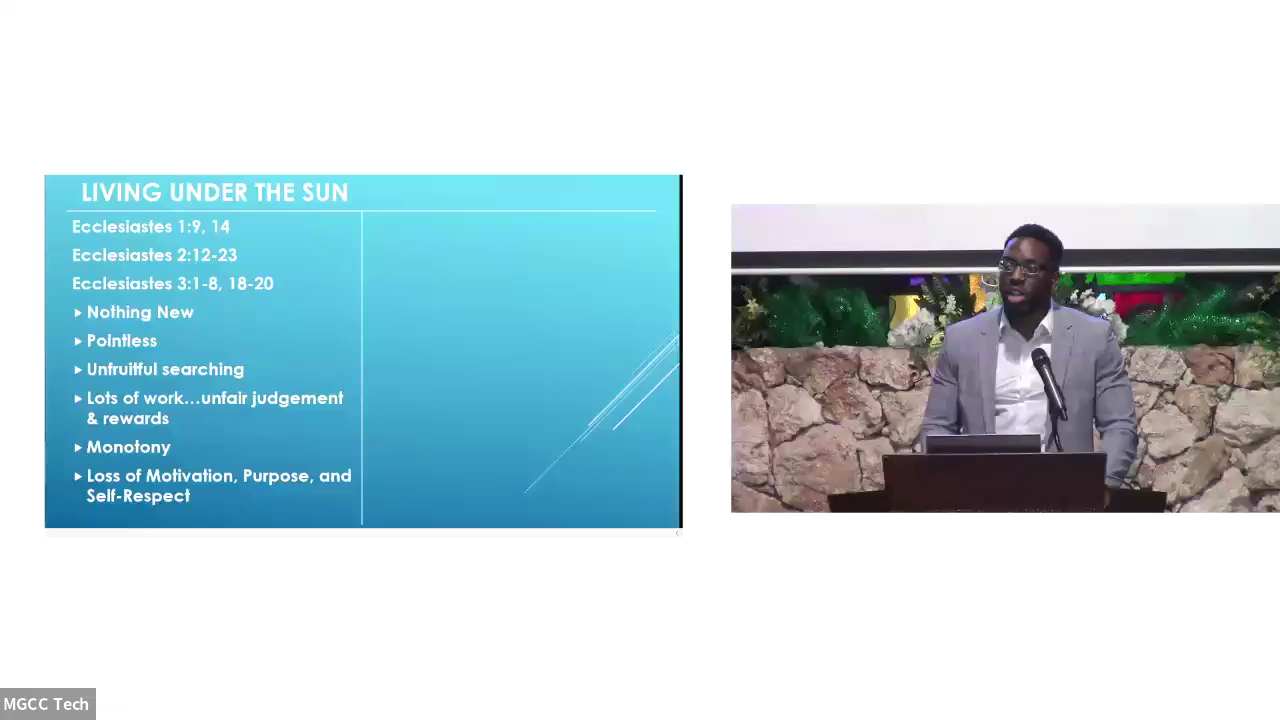 LIVING UNDER THE SUN
Ecclesiastes 1:9, 14
Ecclesiastes 2:12-23
Ecclesiastes 3:1-8, 18-20
Nothing New
Pointless
Unfruitful searching
Lots of work...unfair judgement
& rewards
Monotony
Loss of Motivation, Purpose, and
Self-Respect
MGCC Tech